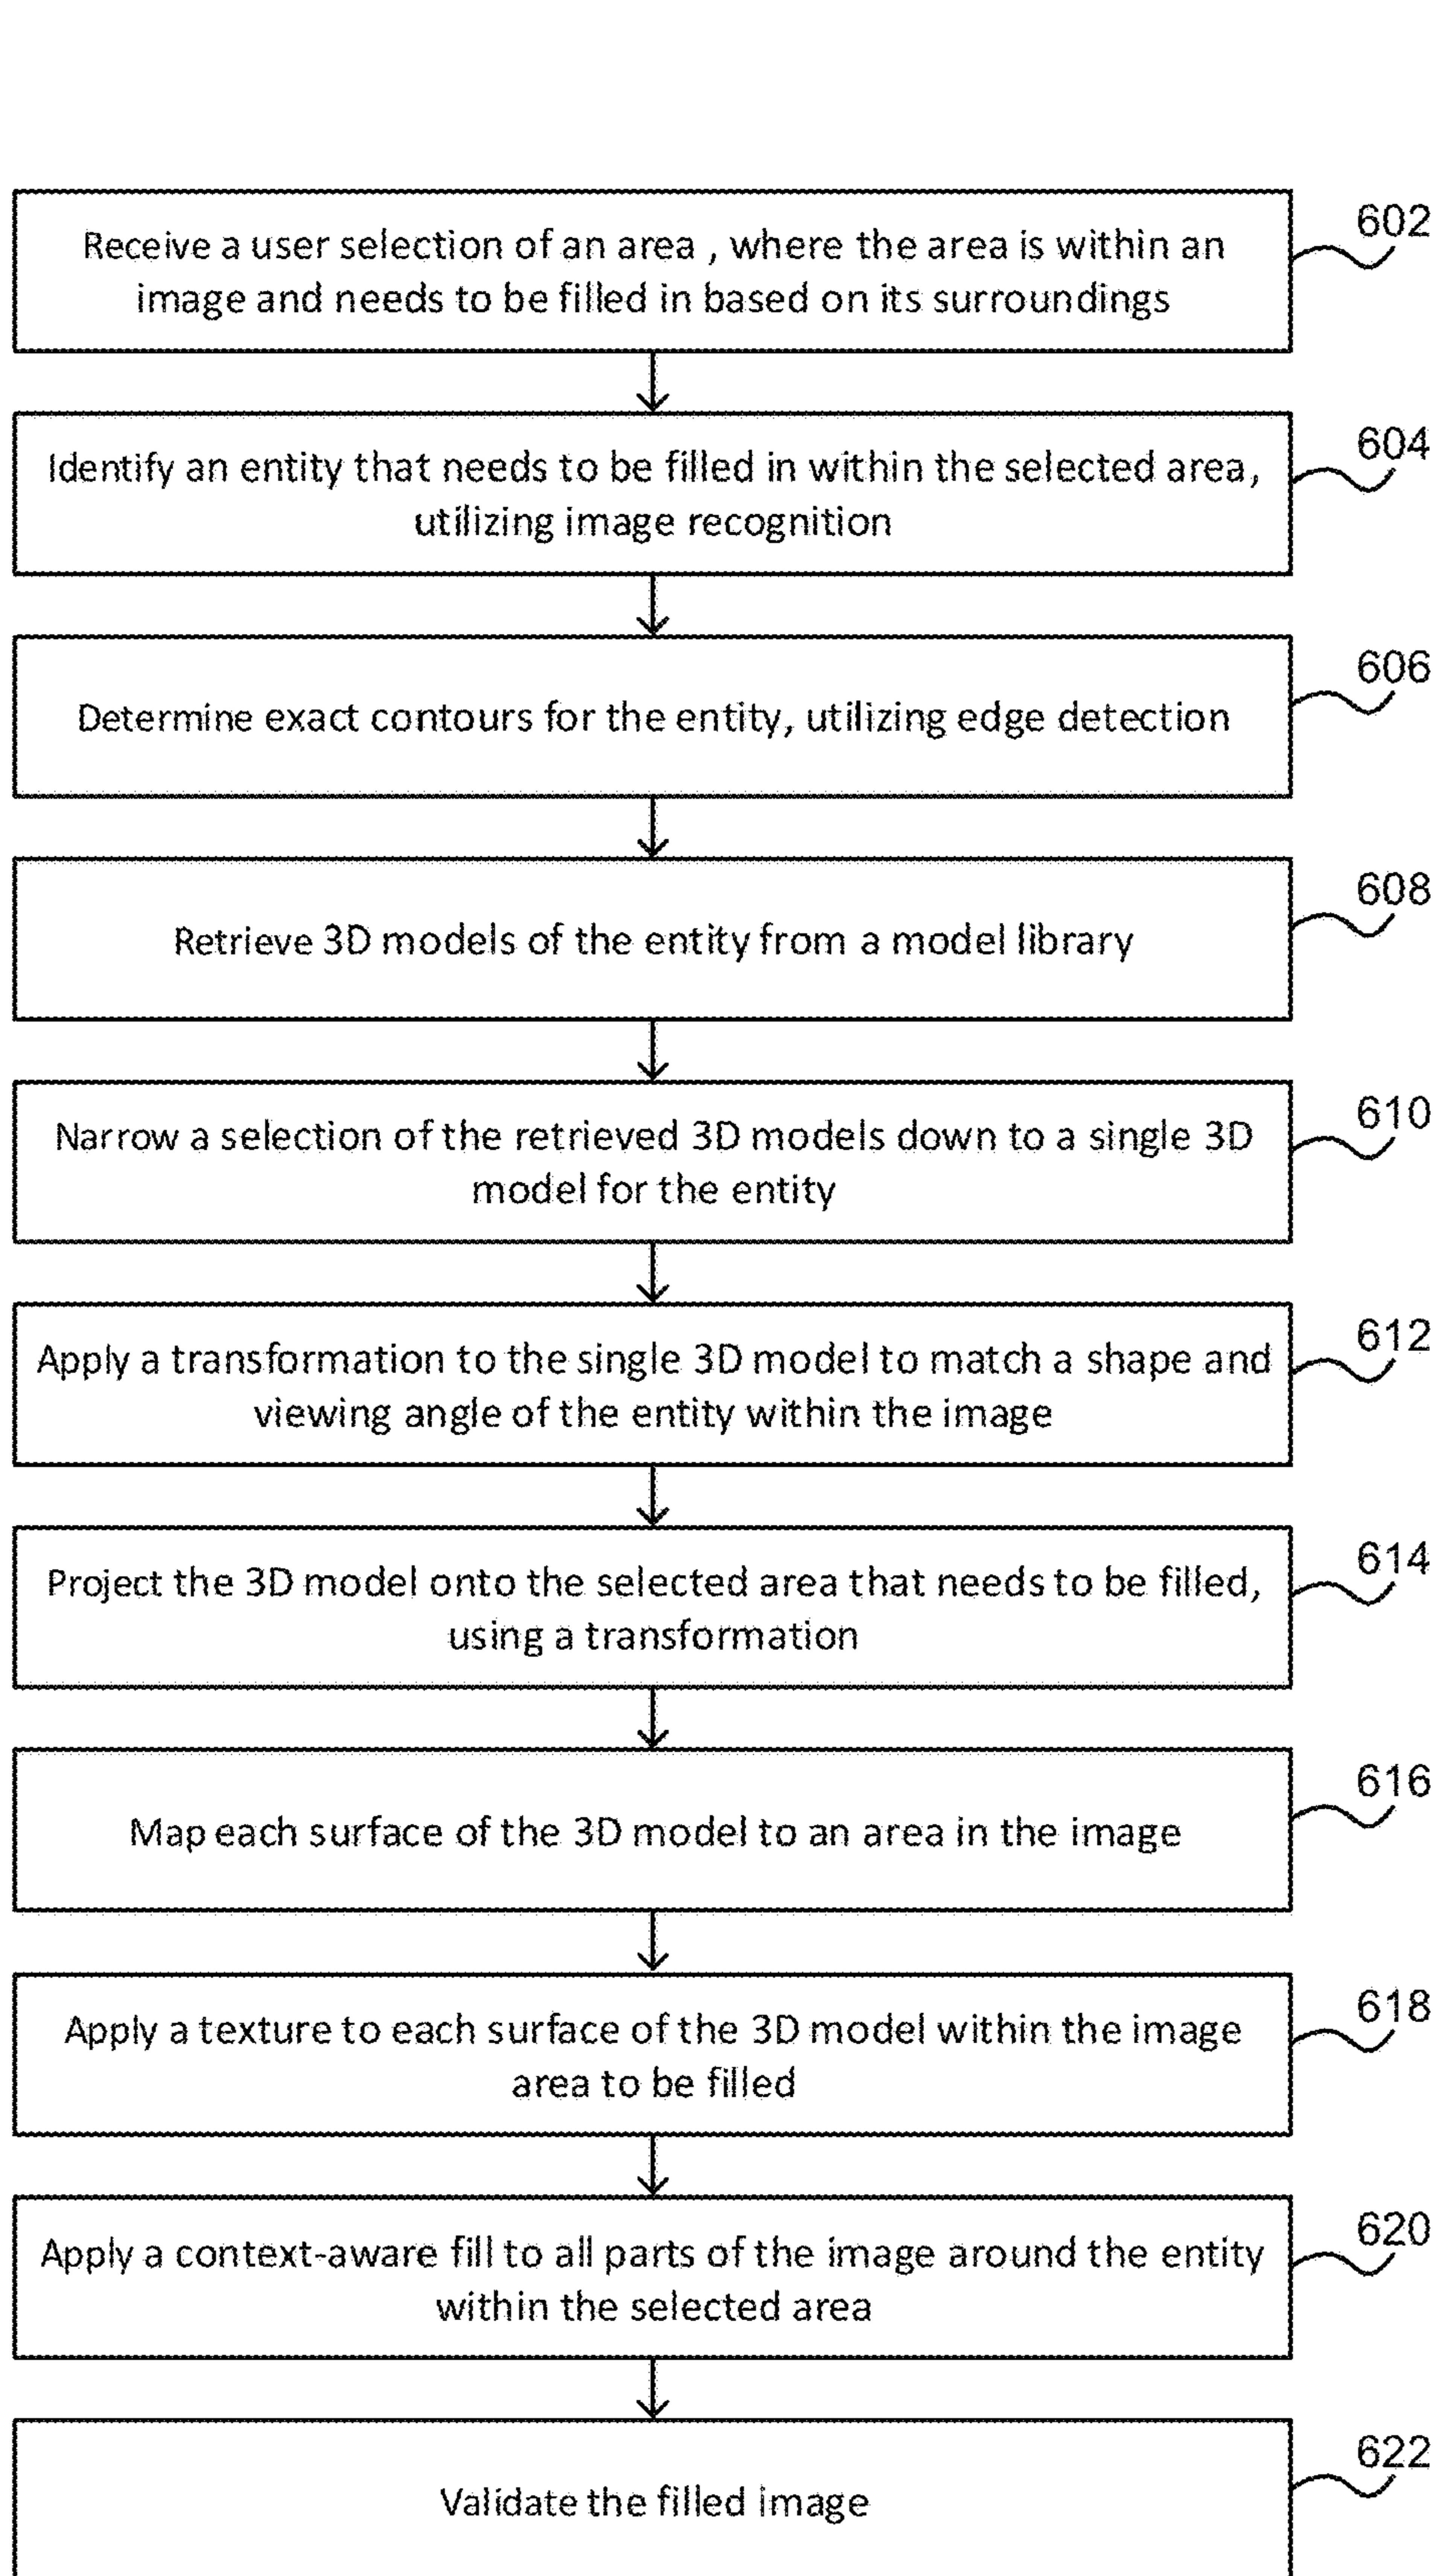 602
Receive a user selection of an area , where the area is within an
image and needs to be filled in based on its surroundings
604
Identify an entity that needs to be filled in within the selected area,
utilizing image recognition
606
Determine exact contours for the entity, utilizing edge detection
608
Retrieve 3D models of the entity from a model library
610
Narrow a selection of the retrieved 3D models down to a single 3D
model for the entity
612
Apply a transformation to the single 3D model to match a shape and
viewing angle of the entity within the image
614
Project the 3D model onto the selected area that needs to be filled,
using a transformation
616
Map each surface of the 3D model to an area in the image
618
Apply a texture to each surface of the 3D model within the image
area to be filled
620
Apply a context-aware fill to all parts of the image around the entity
within the selected area
622
Validate the filled image